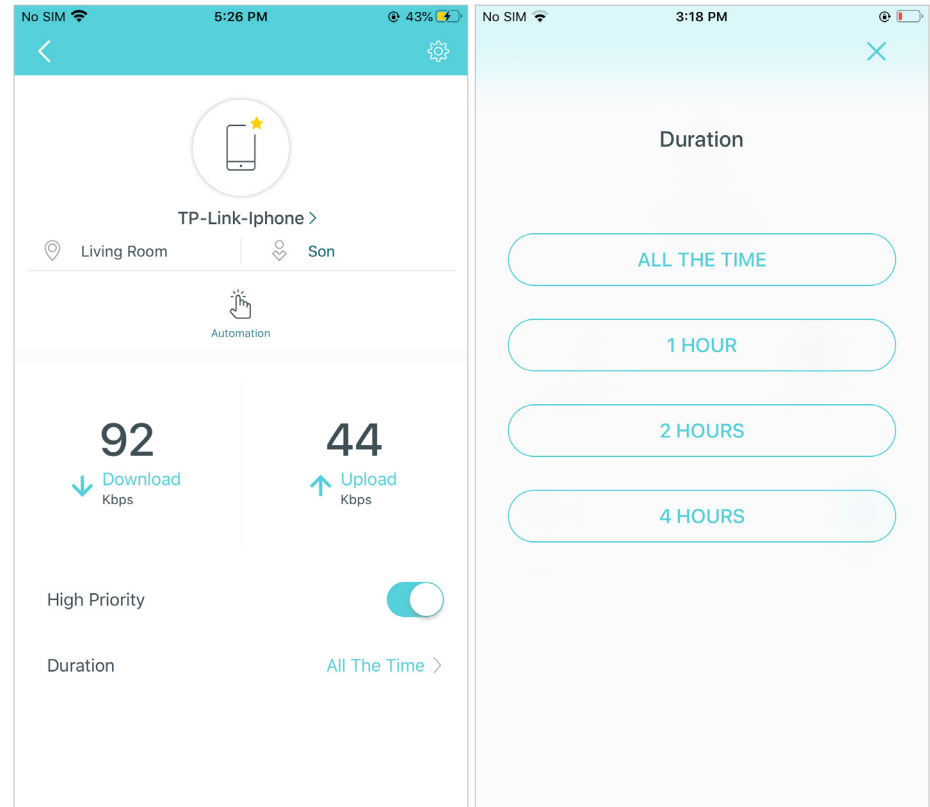 No SIM 5:26 PM 43%
TP-Link-Iphone >
Living Room Son
Automation
92 44
Download Upload
Kbps Kbps
High Priority
Duration All The Time >
No SIM 3:18 PM
Duration
ALL THE TIME
1 HOUR
2 HOURS
4 HOURS